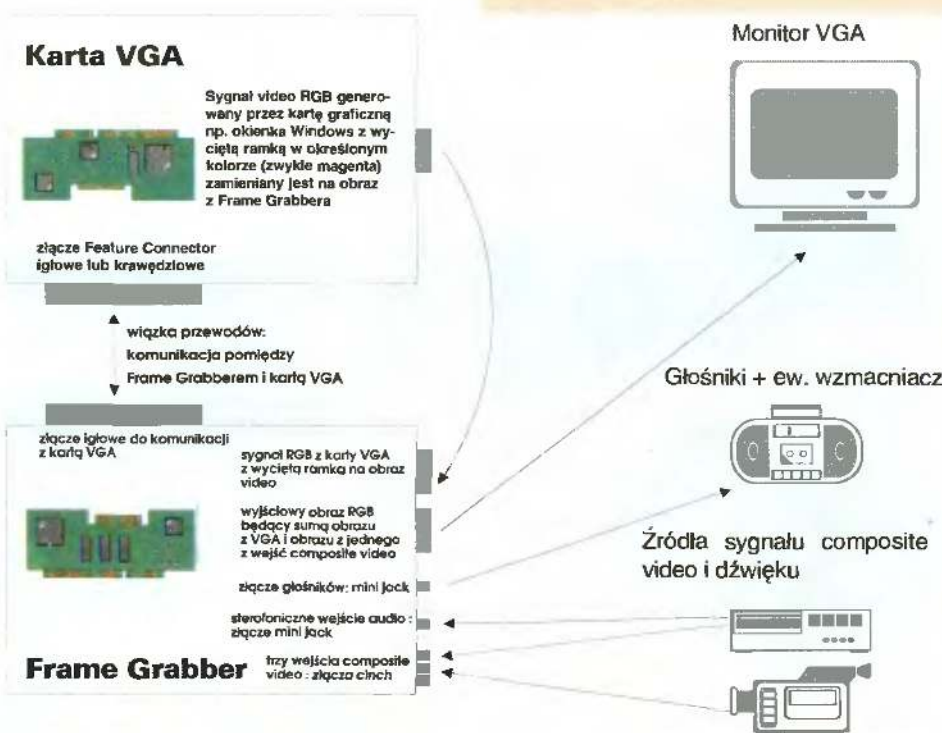 Karta VGA
Sygnał video RGB genero-
wany przez kartę graficzną
np. okienka Windows z wy-
ciętą ramką w określonym
kolorze (zwykle magenta)
zamieniany jest na obraz
z Frame Grabbera
złącze Feature Connector
igłowe lub krawędziowe
wiązka przewodów:
komunikacja pomiędzy
Frame Grabberem i kartą VGA
złącze igłowe do komunikacji
z kartą VGA
sygnał RGB z karty VGA
z wyciętą ramką na obraz
video
wyjściowy obraz RGB
będący sumą obrazu
z VGA i obrazu z jednego
z wejść composite video
złącze głośników: mini jack
sterofoniczne wejście audio :
złącze mini jack
Frame Grabber
trzy wejścia composite
video : złącza cinch
Monitor VGA
Głośniki + ew. wzmacniacz
Źródła sygnału composite
video i dźwięku